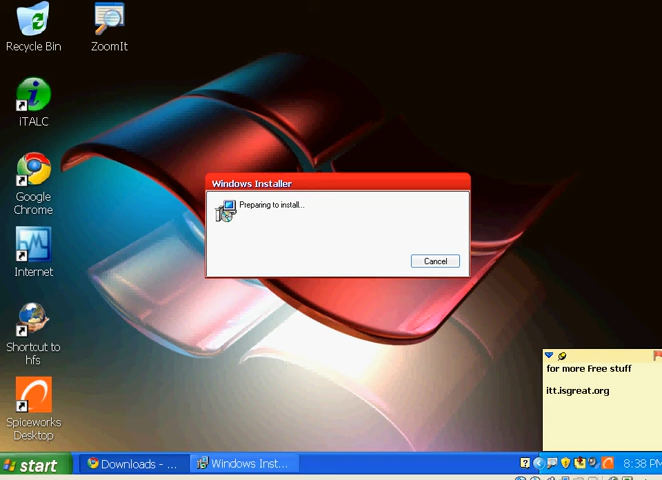 Recycle Bin
ZoomIt
iTALC
Google
Chrome
Internet
Shortcut to
hfs
Spiceworks
Desktop
Windows Installer
Preparing to install...
Cancel
for more Free stuff
itt.isgreat.org
start
Downloads - ...
Windows Inst...
8:38 PM